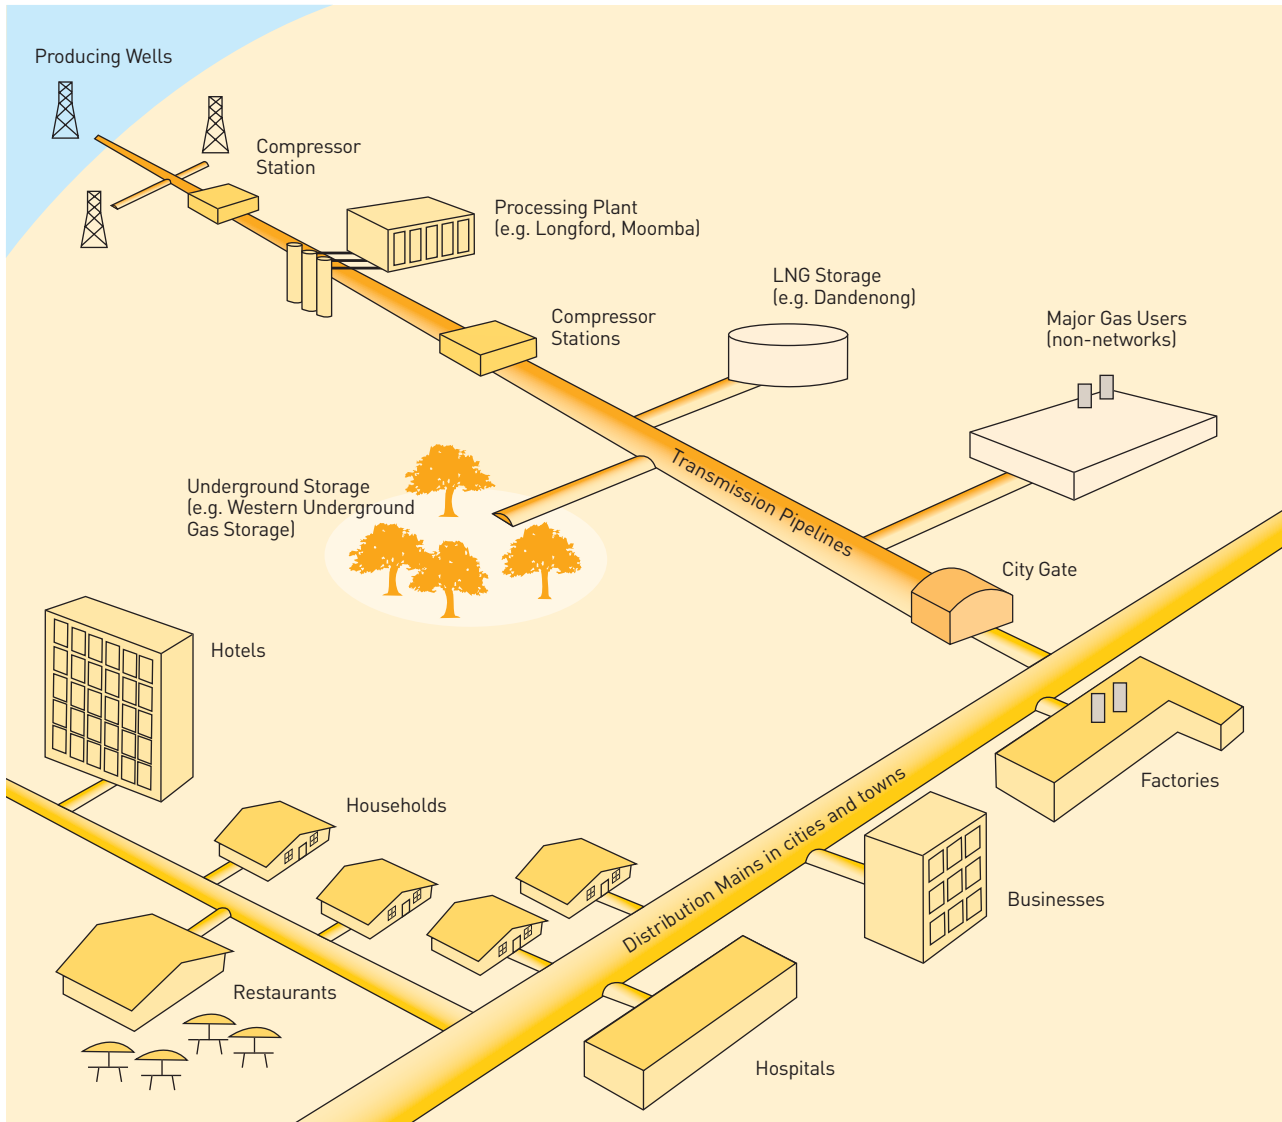 Producing Wells
Compressor
Station
Processing Plant
(e.g. Longford, Moomba)
LNG Storage
(e.g. Dandenong)
Compressor
Stations
Major Gas Users
(non-networks)
Transmission Pipelines
Underground Storage
(e.g. Western Underground
Gas Storage)
City Gate
Hotels
Factories
Households
Distribution Mains in cities and towns
Businesses
Restaurants
Hospitals